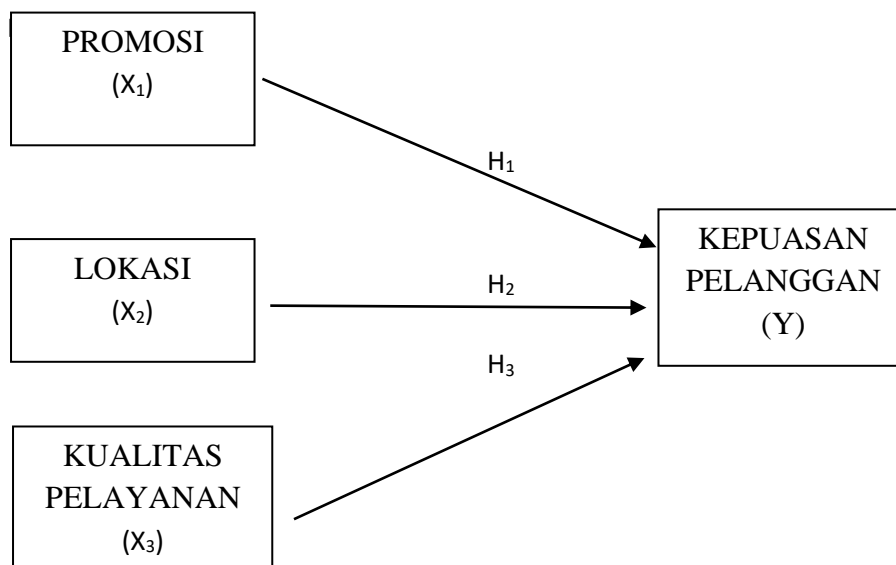 PROMOSI
(X₁)
H₁
LOKASI
(X₂)
H₂
KEPUASAN
PELANGGAN
(Y)
H₃
KUALITAS
PELAYANAN
(X₃)